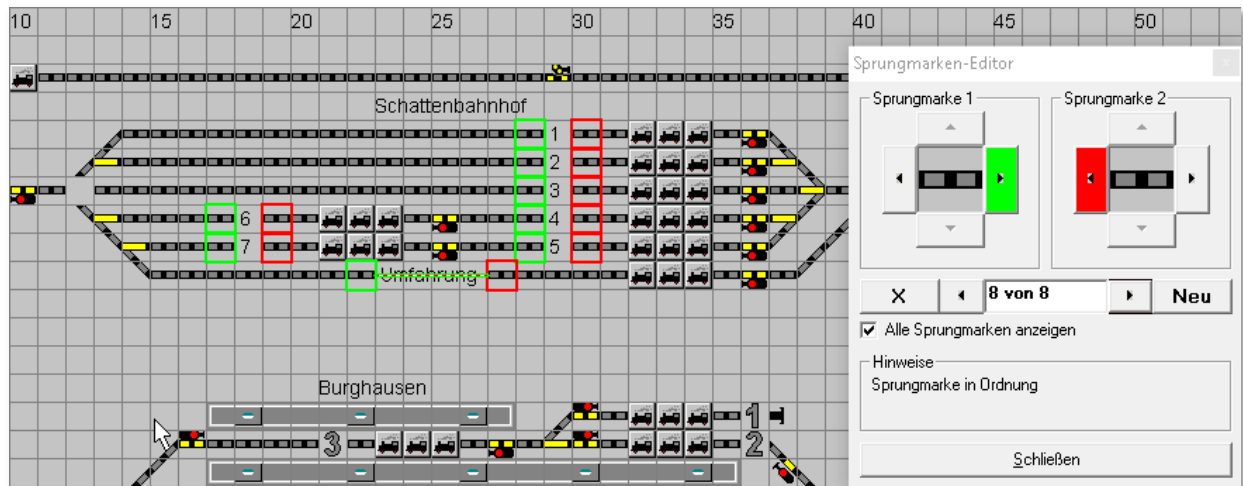 10 15 20 25 30 35 40 45 50
Sprungmarken-Editor
x
Sprungmarke 1 Sprungmarke 2
Schattenbahnhof
1
2
3
6 4
7 5
Umfahrung
X 8 von 8 Neu
Alle Sprungmarken anzeigen
Hinweise
Sprungmarke in Ordnung
Burghausen
1
3 2
Schließen